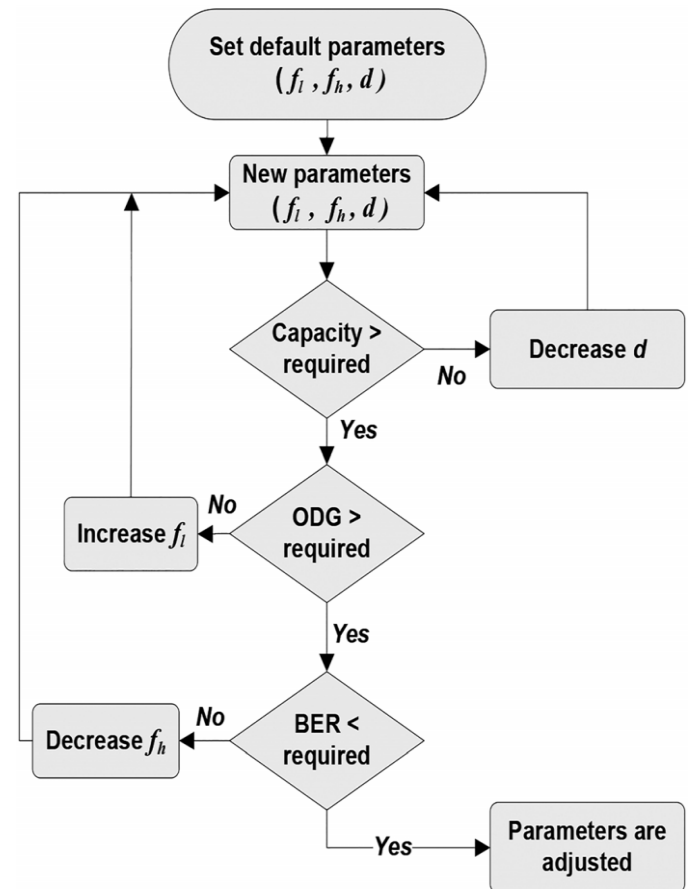 Set default parameters
(f_l , f_h, d)
New parameters
(f_l , f_h, d)
Capacity >
required
No
Decrease d
Yes
ODG >
required
No
Increase f_l
Yes
BER <
required
No
Decrease f_h
Yes
Parameters are
adjusted